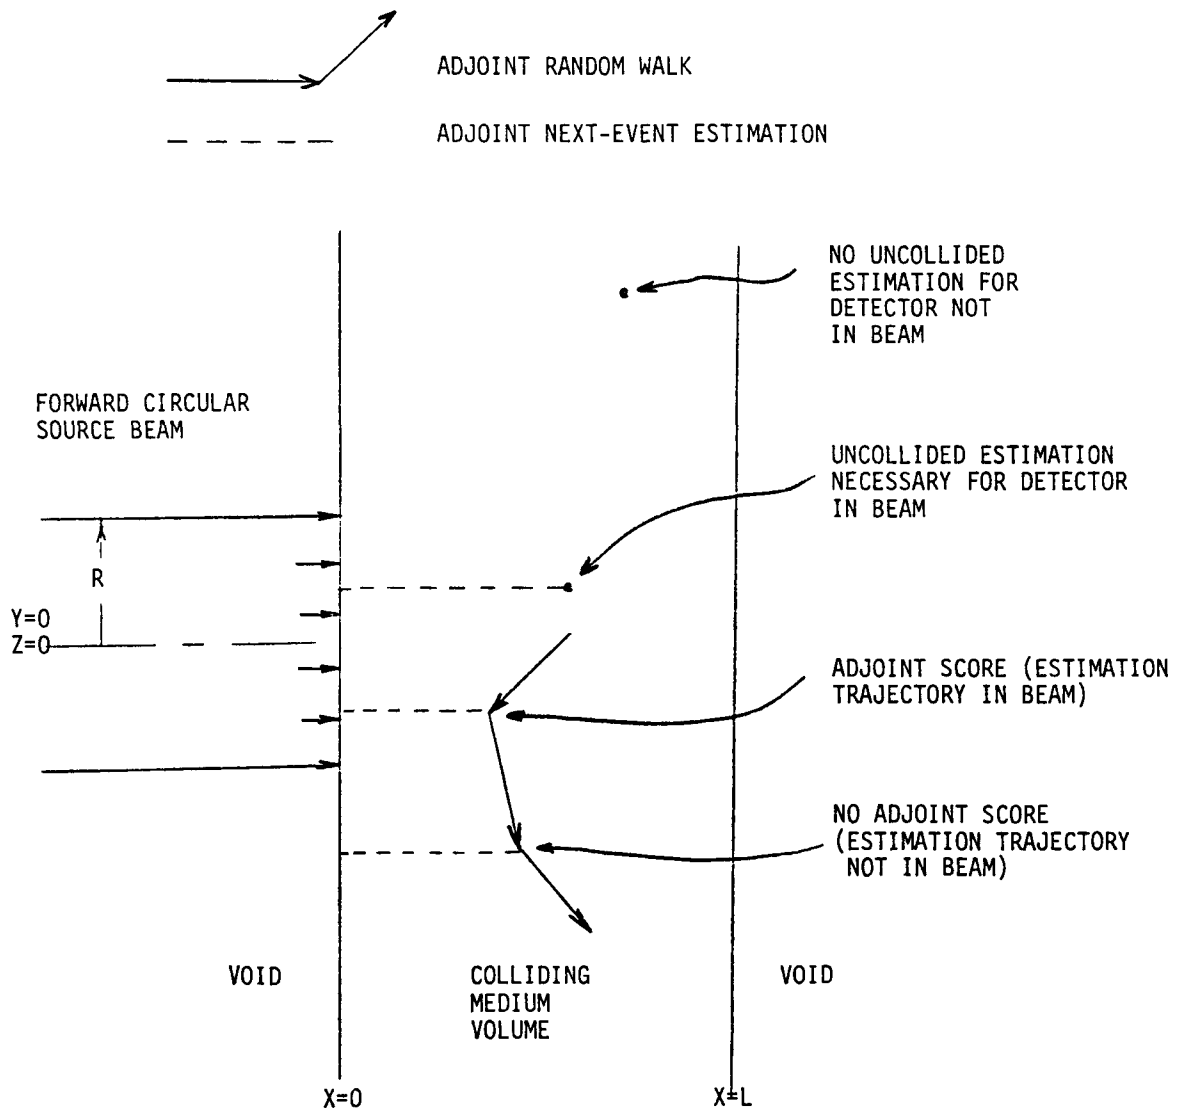 ADJOINT RANDOM WALK
ADJOINT NEXT-EVENT ESTIMATION
NO UNCOLLIDED
ESTIMATION FOR
DETECTOR NOT
IN BEAM
FORWARD CIRCULAR
SOURCE BEAM
UNCOLLIDED ESTIMATION
NECESSARY FOR DETECTOR
IN BEAM
R
Y=0
Z=0
ADJOINT SCORE (ESTIMATION
TRAJECTORY IN BEAM)
NO ADJOINT SCORE
(ESTIMATION TRAJECTORY
NOT IN BEAM)
VOID
COLLIDING
MEDIUM
VOLUME
VOID
X=0
X=L